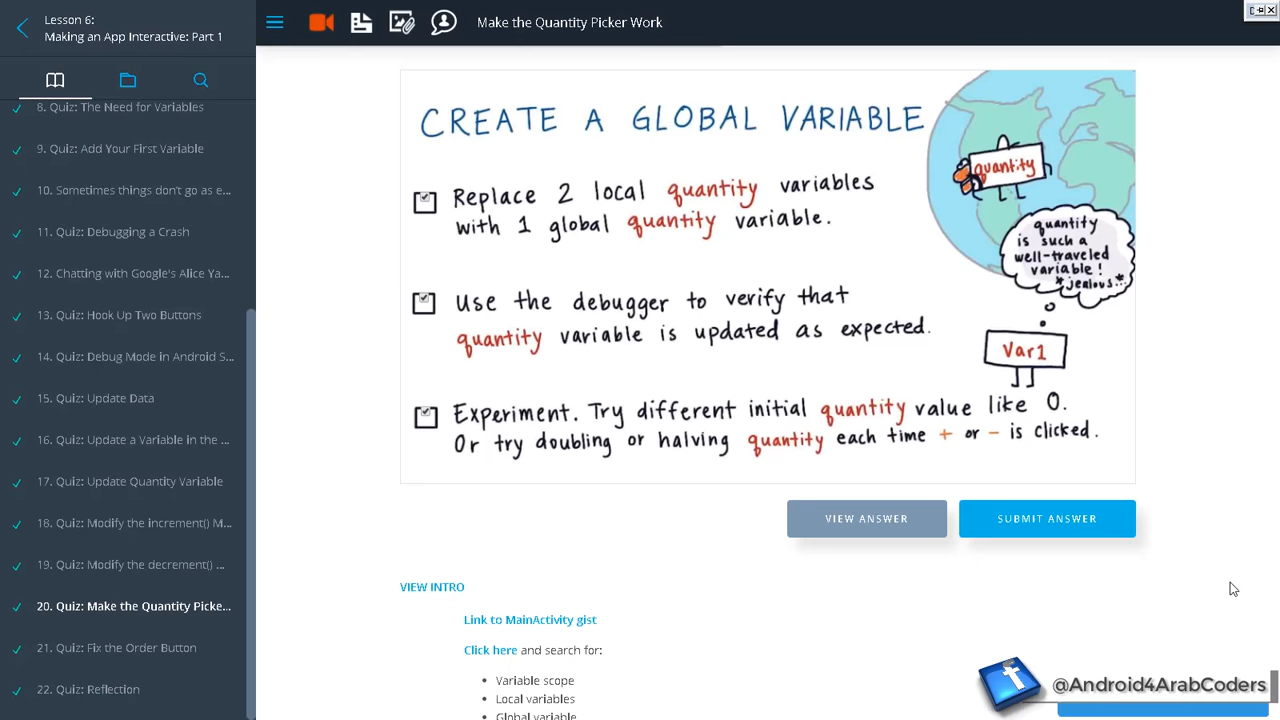 Lesson 6:
Making an App Interactive: Part 1
Make the Quantity Picker Work
8. Quiz: The Need for Variables
9. Quiz: Add Your First Variable
10. Sometimes things don't go as e...
11. Quiz: Debugging a Crash
12. Chatting with Google's Alice Ya...
13. Quiz: Hook Up Two Buttons
14. Quiz: Debug Mode in Android S...
15. Quiz: Update Data
16. Quiz: Update a Variable in the ...
17. Quiz: Update Quantity Variable
18. Quiz: Modify the increment() M...
19. Quiz: Modify the decrement() ...
20. Quiz: Make the Quantity Picke...
21. Quiz: Fix the Order Button
22. Quiz: Reflection
CREATE A GLOBAL VARIABLE
Replace 2 local quantity variables
with 1 global quantity variable.
Use the debugger to verify that
quantity variable is updated as expected.
Experiment. Try different initial quantity value like 0.
Or try doubling or halving quantity each time + or - is clicked.
quantity
quantity
is such a
well-traveled
variable!
*jealous*
Var1
VIEW ANSWER
SUBMIT ANSWER
VIEW INTRO
Link to MainActivity gist
Click here and search for:
• Variable scope
• Local variables
• Global variable
@Android4ArabCoders